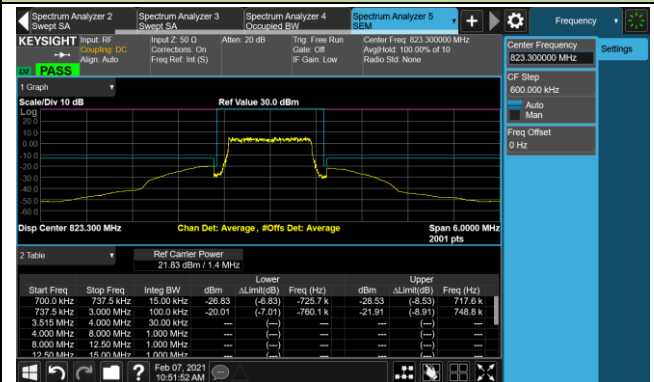 Spectrum Analyzer 2 Spectrum Analyzer 3 Spectrum Analyzer 4 Spectrum Analyzer 5 Frequency
Swept SA Swept SA Occupied BW SEM
KEYSIGHT Input: RF Input Z: 50 Ω Atten: 20 dB Trig: Free Run Center Freq: 823.300000 MHz
Coupling: DC Corrections: On Gate: Off Avg|Hold: 100.00% of 10
Align: Auto Freq Ref: Int (S) IF Gain: Low Radio Std: None
PASS
Center Frequency
823.300000 MHz
Settings
CF Step
600.000 kHz
Auto
Man
Freq Offset
0 Hz
1 Graph
Scale/Div 10 dB Ref Value 30.0 dBm
Log
20.0
10.0
0.00
-10.0
-20.0
-30.0
-40.0
-50.0
-60.0
Disp Center 823.300 MHz Chan Det: Average, #Offs Det: Average Span 6.0000 MHz
2001 pts
2 Table Ref Carrier Power
21.83 dBm / 1.4 MHz
Lower Upper
Start Freq Stop Freq Integ BW dBm ΔLimit(dB) Freq (Hz) dBm ΔLimit(dB) Freq (Hz)
700.0 kHz 737.5 kHz 15.00 kHz -26.83 (-6.83) -725.7 k -28.53 (-8.53) 717.6 k
737.5 kHz 3.000 MHz 100.0 kHz -20.01 (-7.01) -760.1 k -21.91 (-8.91) 748.8 k
3.515 MHz 4.000 MHz 30.00 kHz --- (---) --- --- (---) ---
4.000 MHz 8.000 MHz 1.000 MHz --- (---) --- --- (---) ---
8.000 MHz 12.50 MHz 1.000 MHz --- (---) --- --- (---) ---
12.50 MHz 15.00 MHz 1.000 MHz --- (---) --- --- (---) ---
? Feb 07, 2021
10:51:52 AM